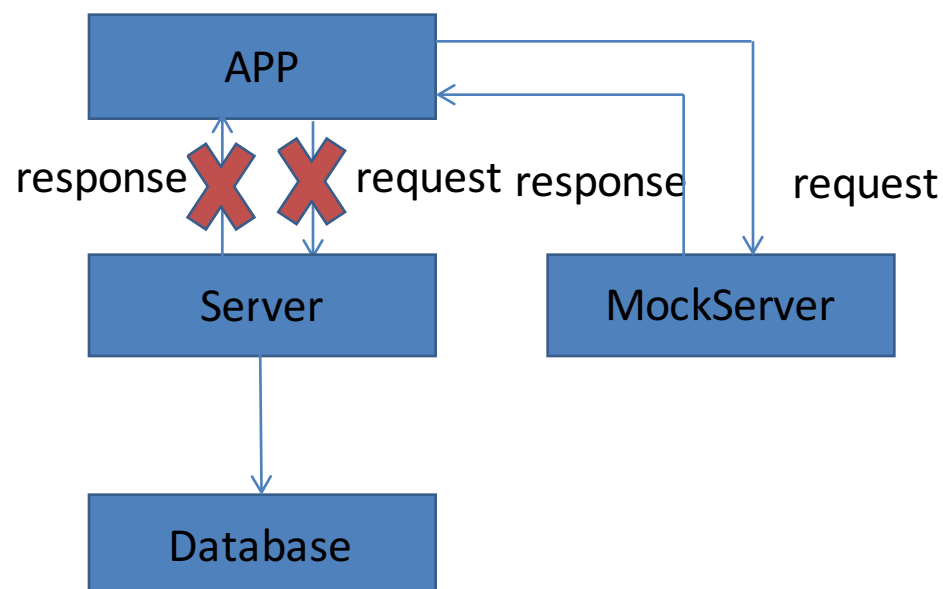 APP
response
request
response
request
Server
MockServer
Database